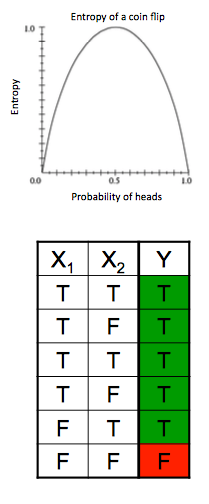 Entropy of a coin flip
1.0
Entropy
0.0 0.5 1.0
Probability of heads
X1 X2 Y
T T T
T F T
T T T
T F T
F T T
F F F